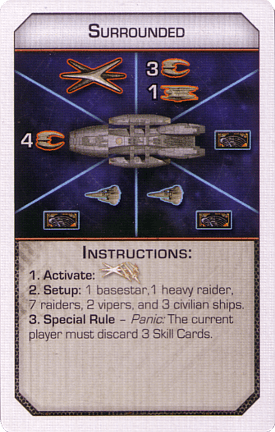 SURROUNDED
3
1
4
INSTRUCTIONS:
1. Activate:
2. Setup: 1 basestar,1 heavy raider,
7 raiders, 2 vipers, and 3 civilian ships.
3. Special Rule – Panic: The current
player must discard 3 Skill Cards.